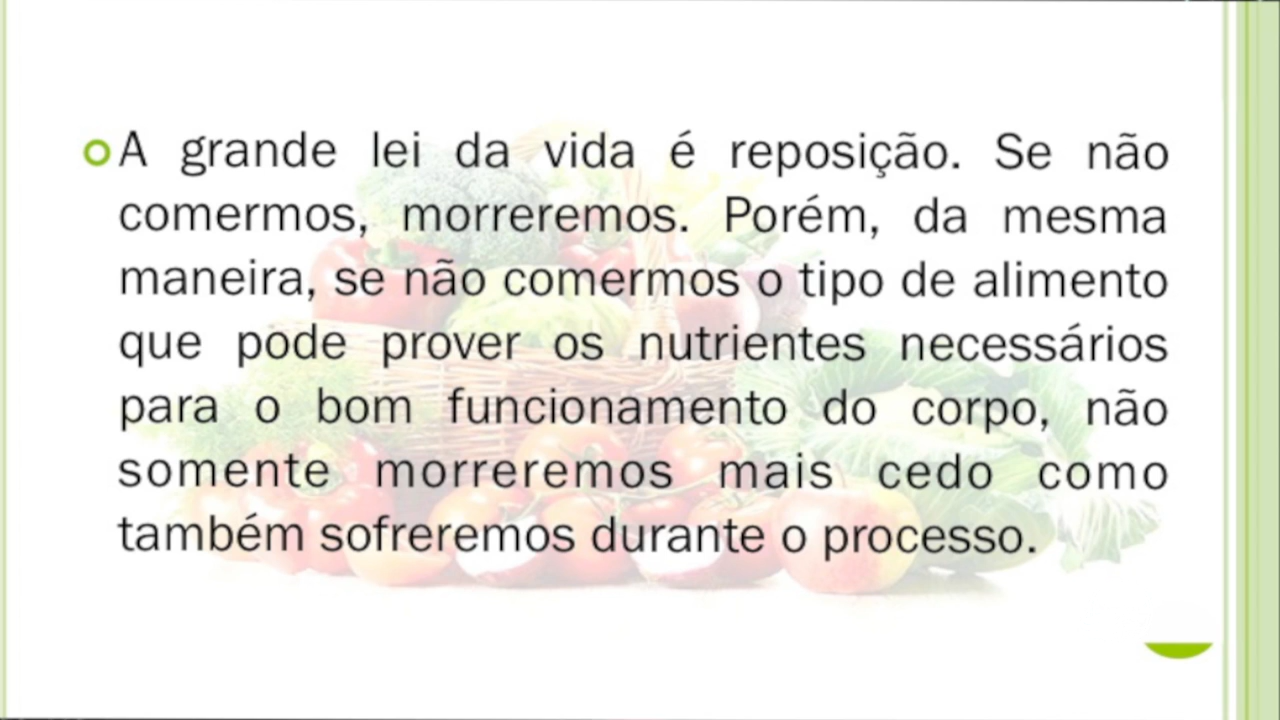 A grande lei da vida é reposição. Se não
comermos, morreremos. Porém, da mesma
maneira, se não comermos o tipo de alimento
que pode prover os nutrientes necessários
para o bom funcionamento do corpo, não
somente morreremos mais cedo como
também sofreremos durante o processo.